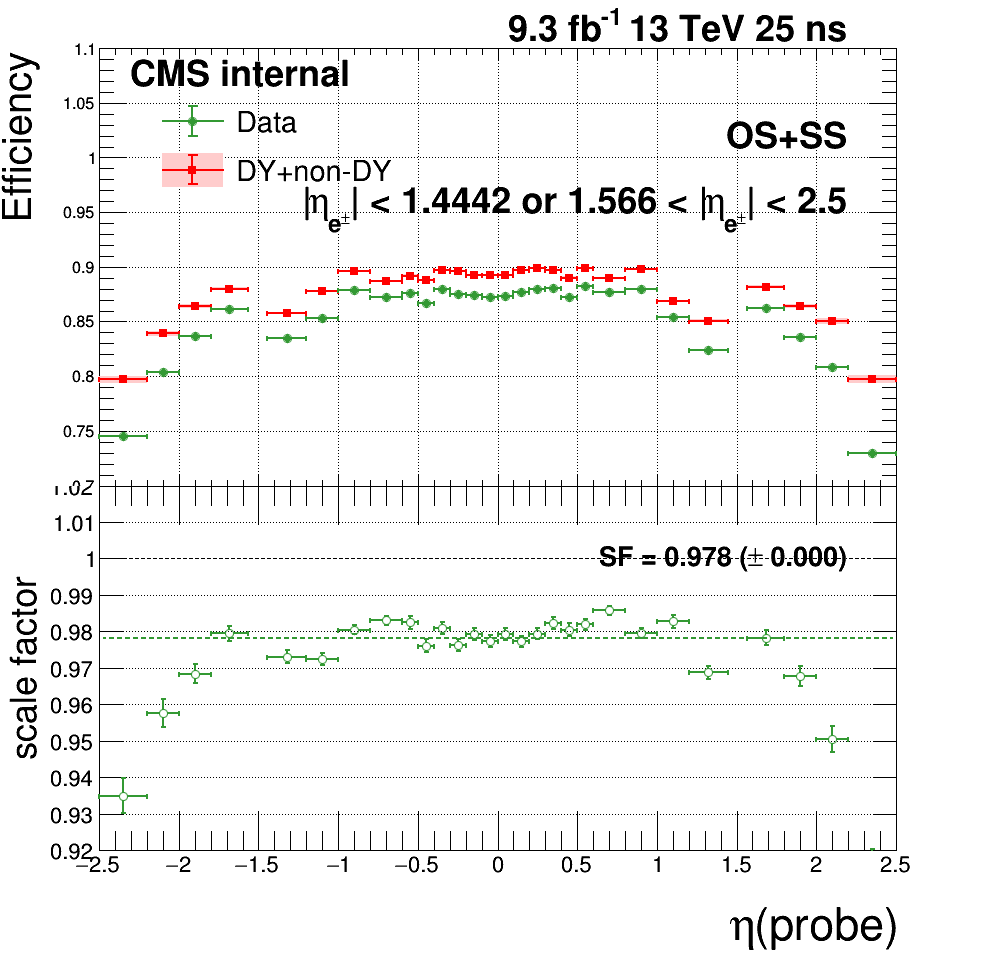 9.3 fb⁻¹ 13 TeV 25 ns
Efficiency
1.1
CMS internal
1.05
Data
OS+SS
1
DY+non-DY
|η_e±| < 1.4442 or 1.566 < |η_e±| < 2.5
0.95
0.9
0.85
0.8
0.75
1.02
1.01
1
SF = 0.978 (± 0.000)
scale factor
0.99
0.98
0.97
0.96
0.95
0.94
0.93
0.92
−2.5 −2 −1.5 −1 −0.5 0 0.5 1 1.5 2 2.5
η(probe)